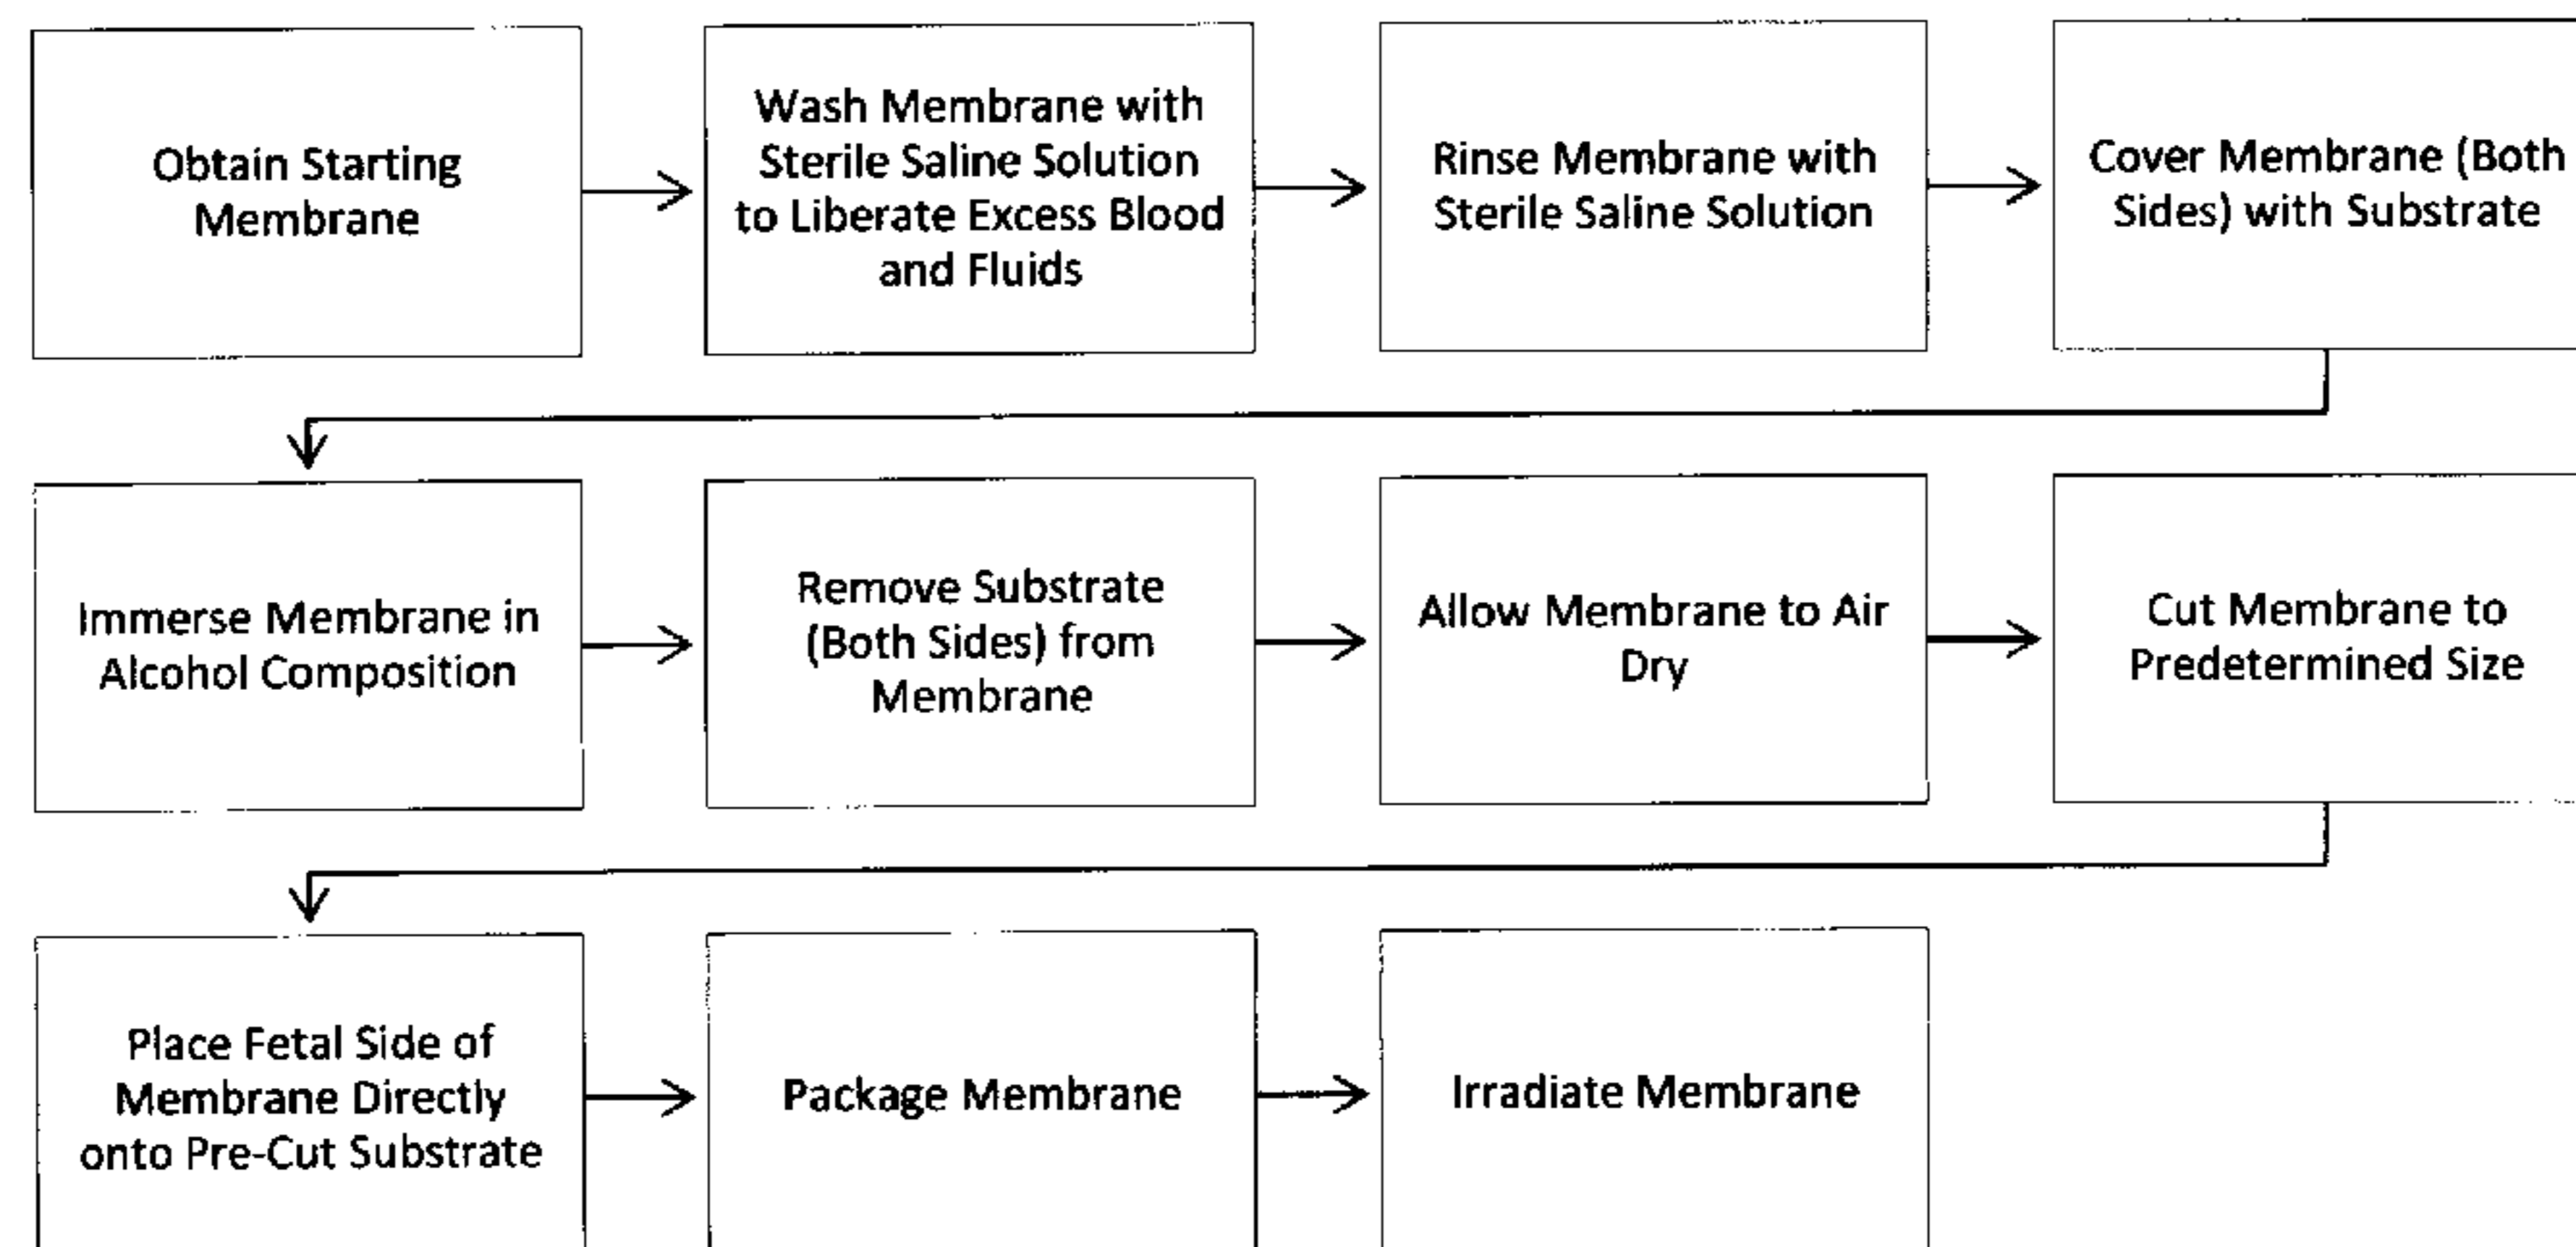 Obtain Starting
Membrane
Wash Membrane with
Sterile Saline Solution
to Liberate Excess Blood
and Fluids
Rinse Membrane with
Sterile Saline Solution
Cover Membrane (Both
Sides) with Substrate
Immerse Membrane in
Alcohol Composition
Remove Substrate
(Both Sides) from
Membrane
Allow Membrane to Air
Dry
Cut Membrane to
Predetermined Size
Place Fetal Side of
Membrane Directly
onto Pre-Cut Substrate
Package Membrane
Irradiate Membrane